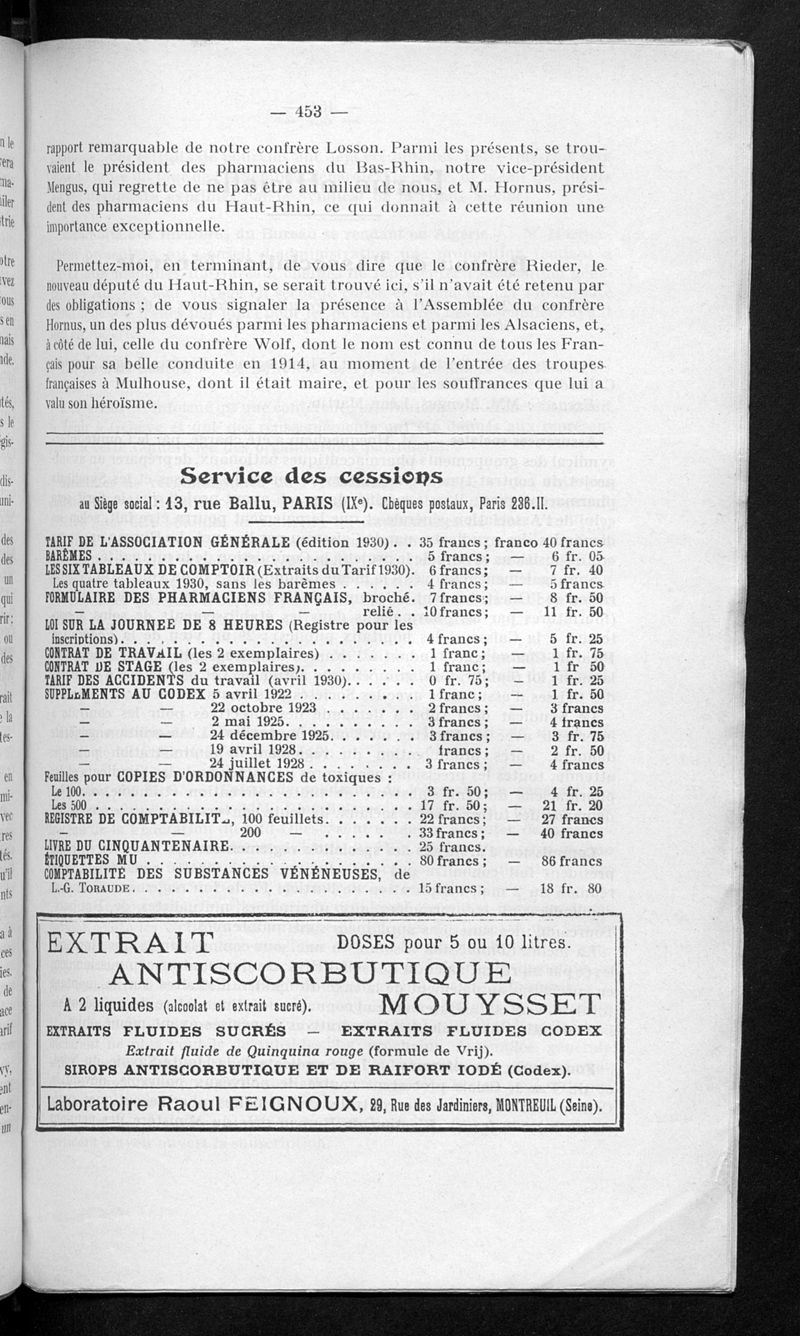 — 453 —
rapport remarquable de notre confrère Losson. Parmi les présents, se trou-
vaient le président des pharmaciens du Bas-Rhin, notre vice-président
Mengus, qui regrette de ne pas être au milieu de nous, et M. Hornus, prési-
dent des pharmaciens du Haut-Rhin, ce qui donnait à cette réunion une
importance exceptionnelle.
Permettez-moi, en terminant, de vous dire que le confrère Rieder, le
nouveau député du Haut-Rhin, se serait trouvé ici, s'il n'avait été retenu par
des obligations ; de vous signaler la présence à l'Assemblée du confrère
Hornus, un des plus dévoués parmi les pharmaciens et parmi les Alsaciens, et,
à côté de lui, celle du confrère Wolf, dont le nom est connu de tous les Fran-
çais pour sa belle conduite en 1914, au moment de l'entrée des troupes
françaises à Mulhouse, dont il était maire, et pour les souffrances que lui a
valu son héroïsme.
Service des cessions
au Siège social : 13, rue Ballu, PARIS (IXe). Chèques postaux, Paris 236.II.
TARIF DE L'ASSOCIATION GÉNÉRALE (édition 1930) . . 35 francs ; franco 40 francs
BARÊMES . . . . . . . . . . 5 francs ; — 6 fr. 05
LES SIX TABLEAUX DE COMPTOIR (Extraits du Tarif 1930). 6 francs ; — 7 fr. 40
Les quatre tableaux 1930, sans les barèmes . . . . . . 4 francs ; — 5 francs
FORMULAIRE DES PHARMACIENS FRANÇAIS, broché. 7 francs ; — 8 fr. 50
— — — relié . . 10 francs ; — 11 fr. 50
LOI SUR LA JOURNEE DE 8 HEURES (Registre pour les
inscriptions) . . . . . . . . . . 4 francs ; — 5 fr. 25
CONTRAT DE TRAVAIL (les 2 exemplaires) . . . . . . . 1 franc ; — 1 fr. 75
CONTRAT DE STAGE (les 2 exemplaires) . . . . . . . . . 1 franc ; — 1 fr 50
TARIF DES ACCIDENTS du travail (avril 1930) . . . . . 0 fr. 75 ; 1 fr. 25
SUPPLÉMENTS AU CODEX 5 avril 1922 . . . . . . . . . 1 franc ; — 1 fr. 50
— — 22 octobre 1923 . . . . . . . 2 francs ; — 3 francs
— — 2 mai 1925 . . . . . . . . . . 3 francs ; — 4 francs
— — 24 décembre 1925 . . . . . . . 3 francs ; — 3 fr. 75
— — 19 avril 1928 . . . . . . . . . francs ; — 2 fr. 50
— — 24 juillet 1928 . . . . . . . . 3 francs ; — 4 francs
Feuilles pour COPIES D'ORDONNANCES de toxiques :
Le 100 . . . . . . . . . . 3 fr. 50 ; — 4 fr. 25
Les 500 . . . . . . . . . . 17 fr. 50 ; — 21 fr. 20
REGISTRE DE COMPTABILIT, 100 feuillets . . . . . . . 22 francs ; — 27 francs
— — 200 — . . . . . . 33 francs ; — 40 francs
LIVRE DU CINQUANTENAIRE . . . . . . . . . . 25 francs.
ÉTIQUETTES MU . . . . . . . . . . 80 francs ; — 86 francs
COMPTABILITÉ DES SUBSTANCES VÉNÉNEUSES, de
L.-G. TORAUDE . . . . . . . . . . 15 francs ; — 18 fr. 80
EXTRAIT DOSES pour 5 ou 10 litres.
ANTISCORBUTIQUE
A 2 liquides (alcoolat et extrait sucré). MOUYSSET
EXTRAITS FLUIDES SUCRÉS — EXTRAITS FLUIDES CODEX
Extrait fluide de Quinquina rouge (formule de Vrij).
SIROPS ANTISCORBUTIQUE ET DE RAIFORT IODÉ (Codex).
Laboratoire Raoul FEIGNOUX, 29, Rue des Jardiniers, MONTREUIL (Seine).